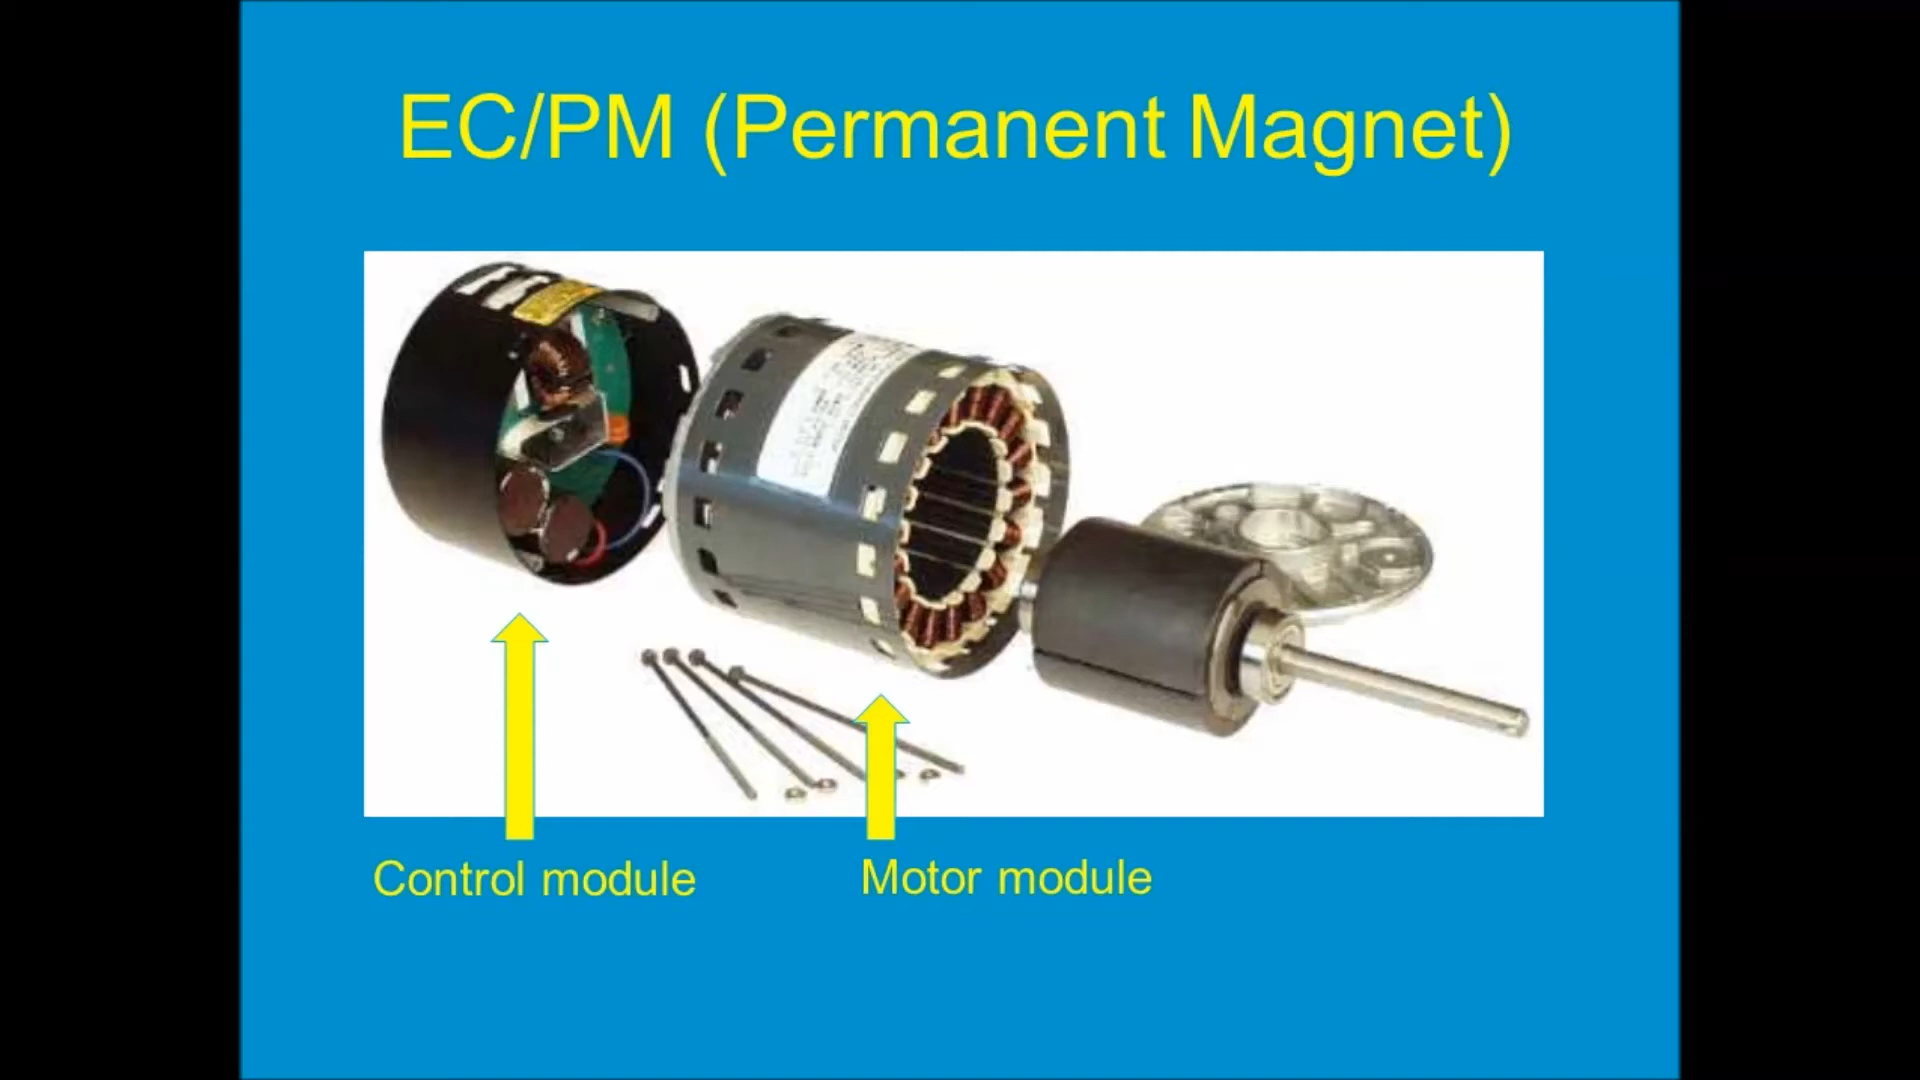 EC/PM (Permanent Magnet)
Control module
Motor module